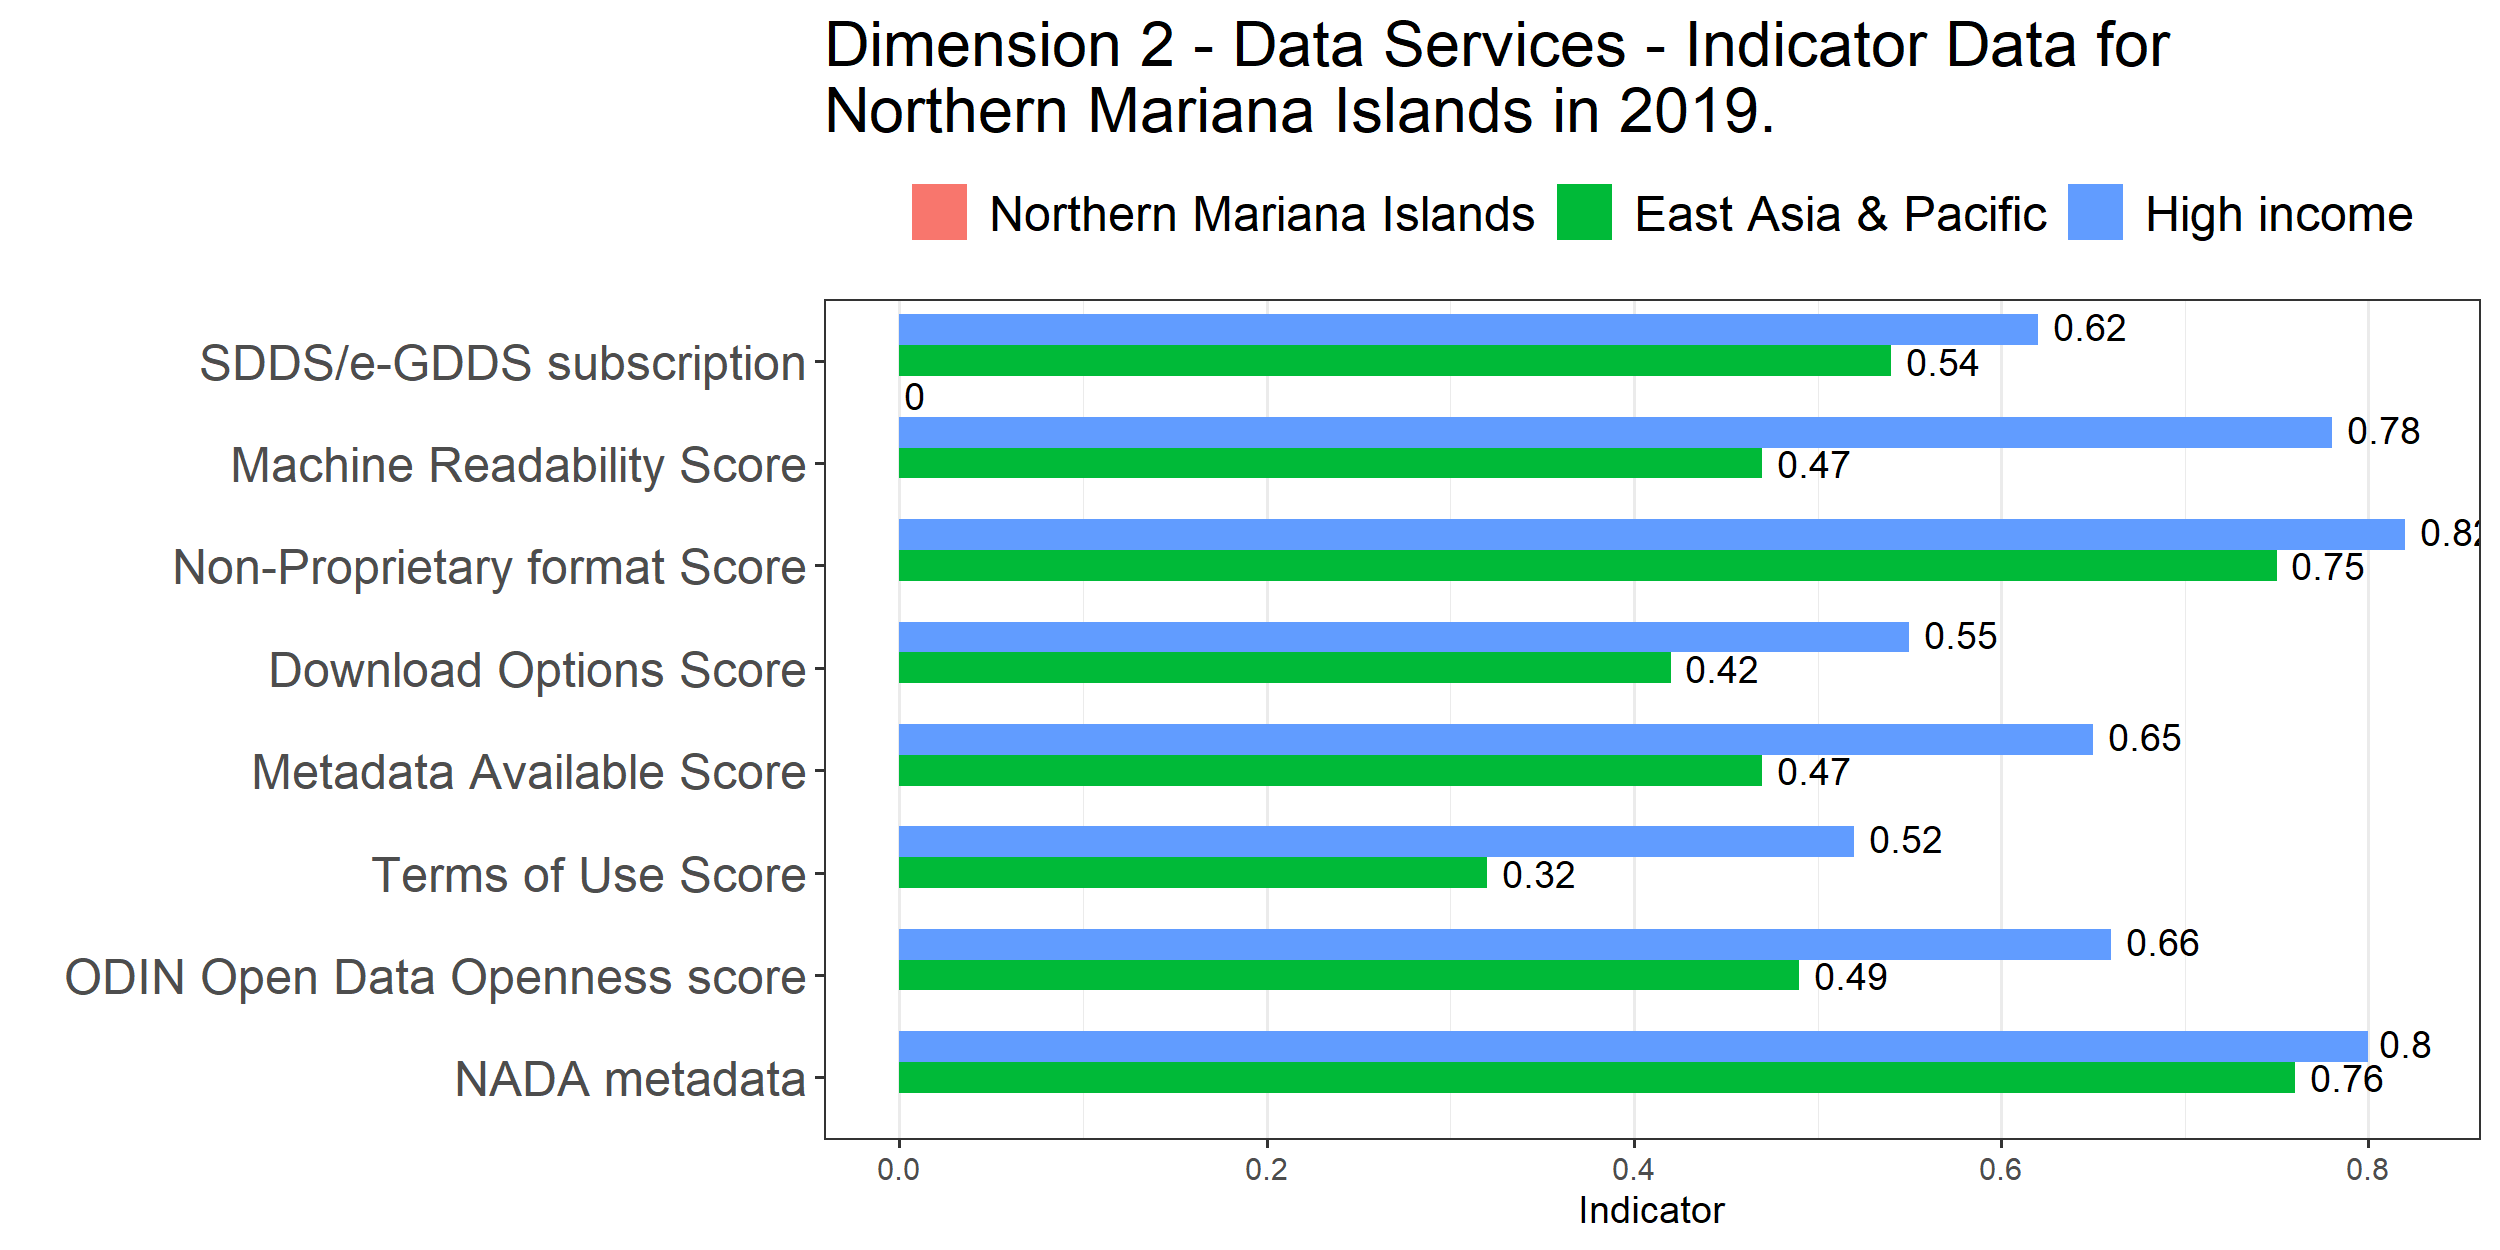 Dimension 2 - Data Services - Indicator Data for
Northern Mariana Islands in 2019.
Northern Mariana Islands East Asia & Pacific High income
SDDS/e-GDDS subscription
0.62
0.54
0
Machine Readability Score
0.78
0.47
Non-Proprietary format Score
0.82
0.75
Download Options Score
0.55
0.42
Metadata Available Score
0.65
0.47
Terms of Use Score
0.52
0.32
ODIN Open Data Openness score
0.66
0.49
NADA metadata
0.8
0.76
0.0 0.2 0.4 0.6 0.8
Indicator